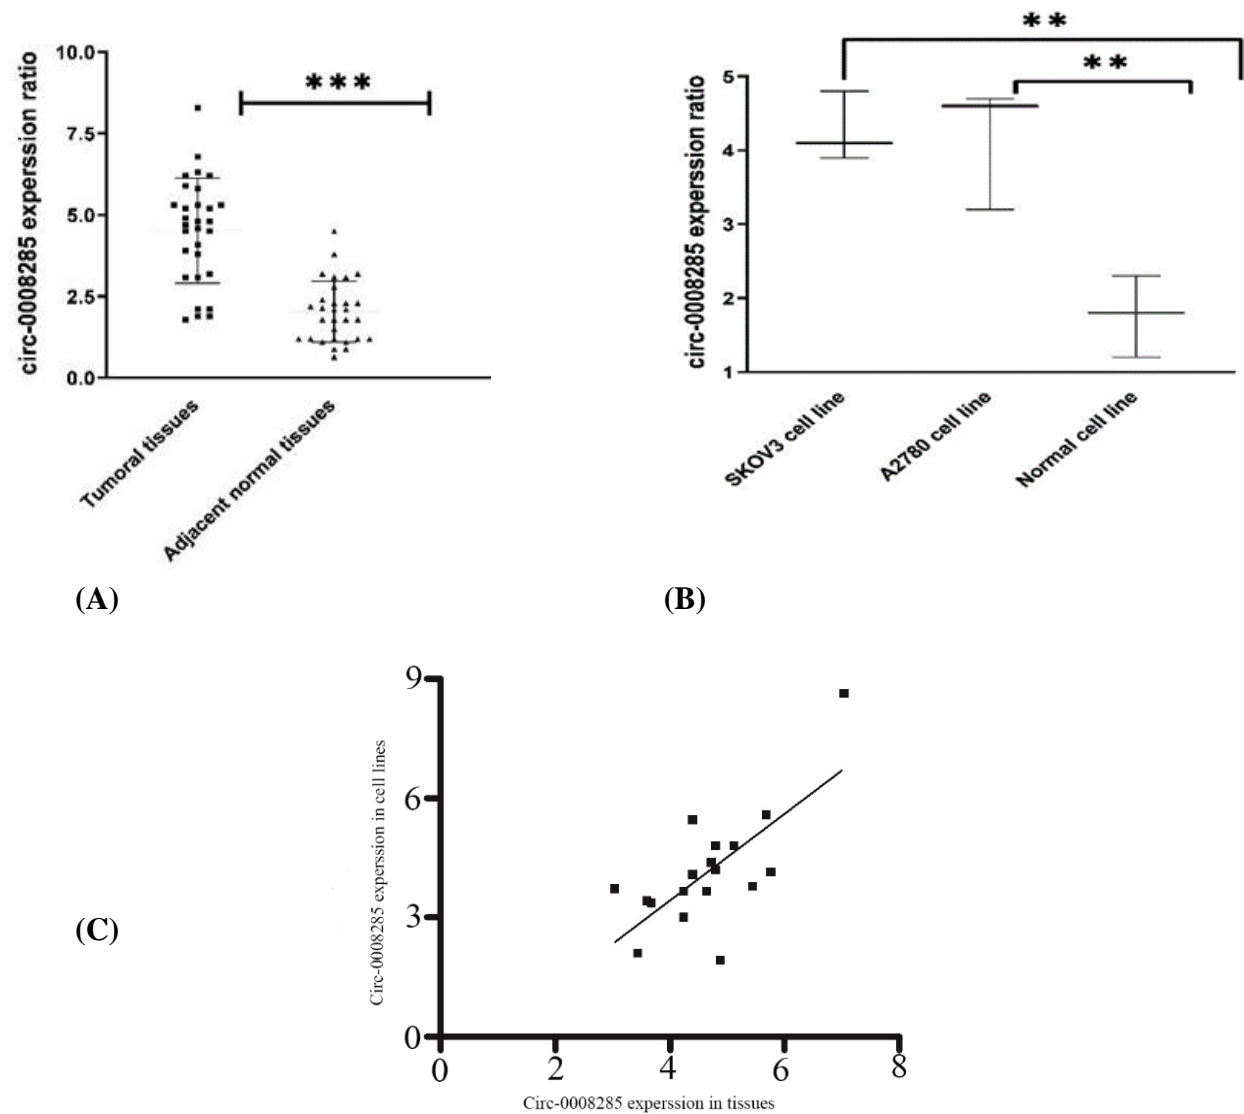 10.0
7.5
5.0
2.5
0.0
circ-0008285 experssion ratio
***
Tumoral tissues
Adjacent normal tissues
(A)
**
**
5
4
3
2
1
circ-0008285 experssion ratio
SKOV3 cell line
A2780 cell line
Normal cell line
(B)
9
6
3
0
Circ-0008285 experssion in cell lines
0
2
4
6
8
Circ-0008285 experssion in tissues
(C)